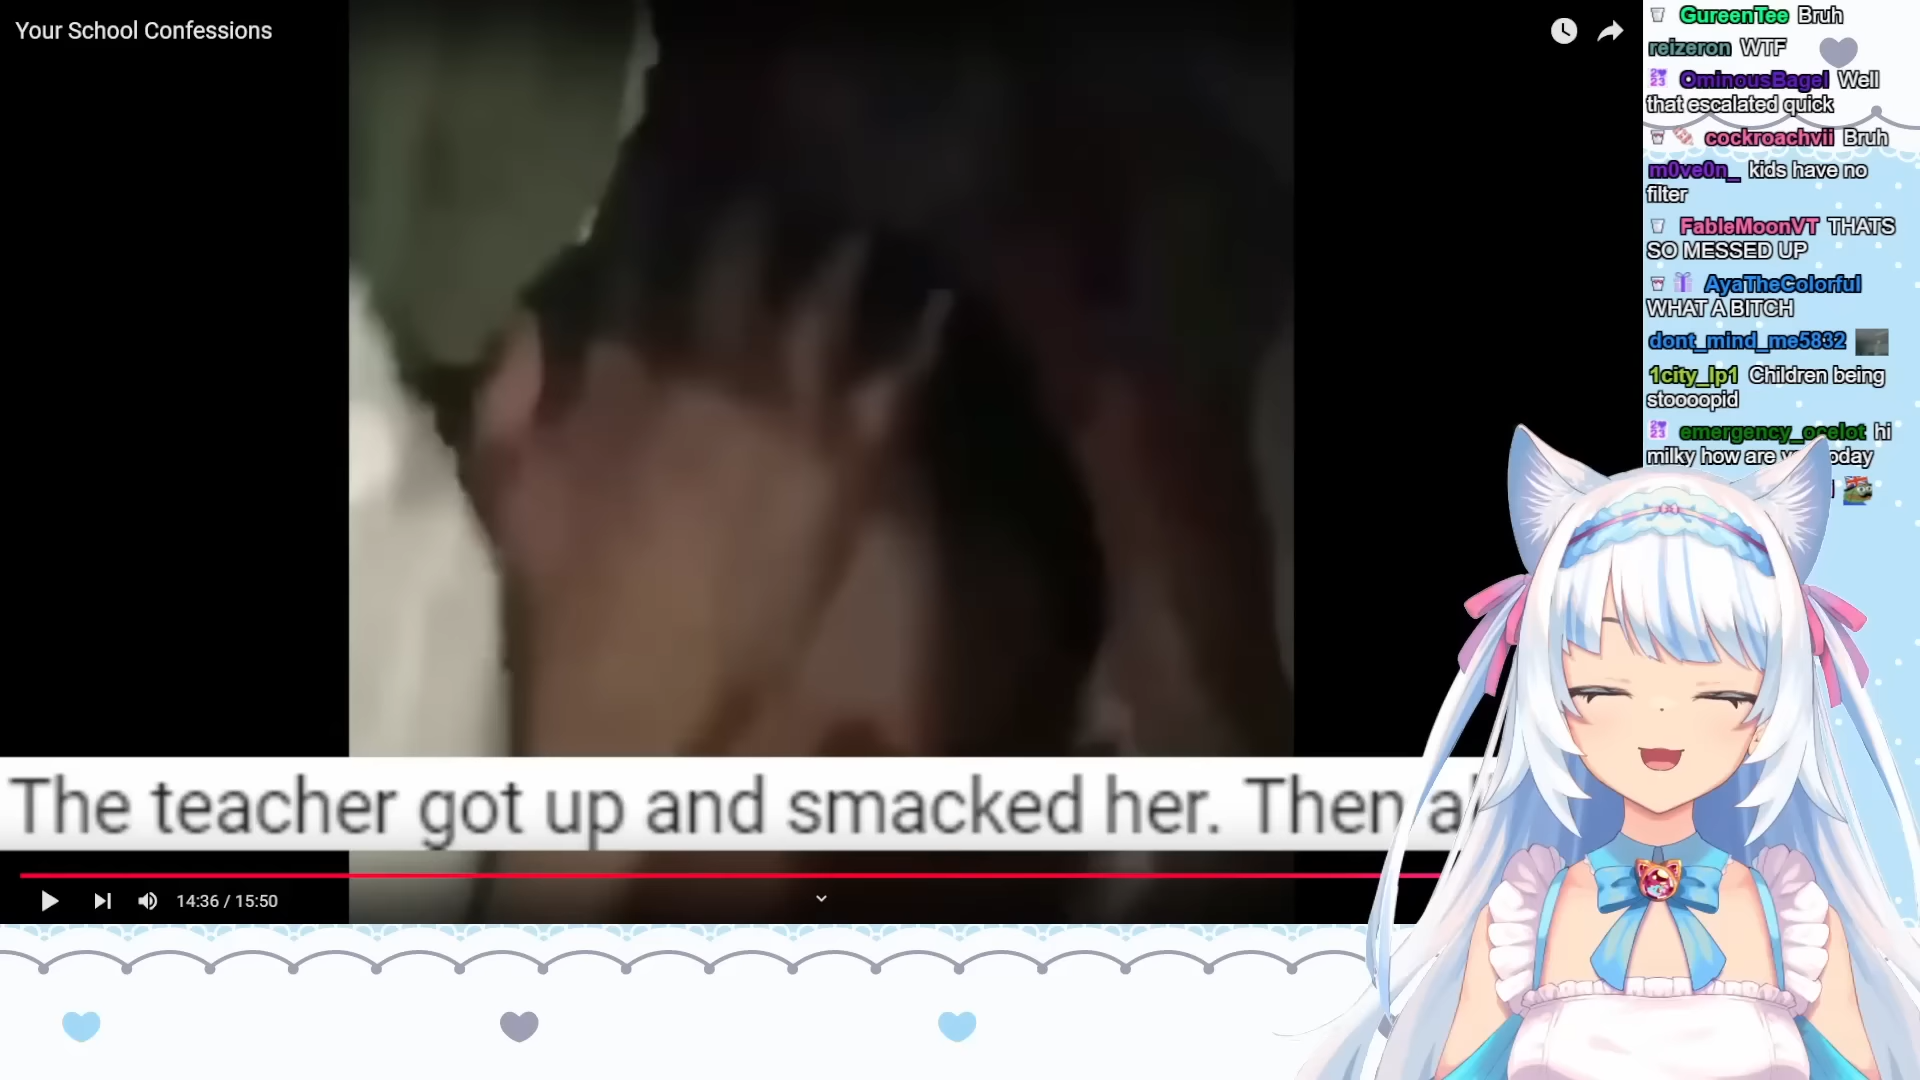 Your School Confessions
GureenTee Bruh
reizeron WTF
OminousBagel Well
that escalated quick
cockroachvii Bruh
m0ve0n_ kids have no
filter
FableMoonVT THATS
SO MESSED UP
AyaTheColorful
WHAT A BITCH
dont_mind_me5832
1city_lp1 Children being
stoooopid
emergency_ocelot hi
milky how are
The teacher got up and smacked her. Then
14:36 / 15:50